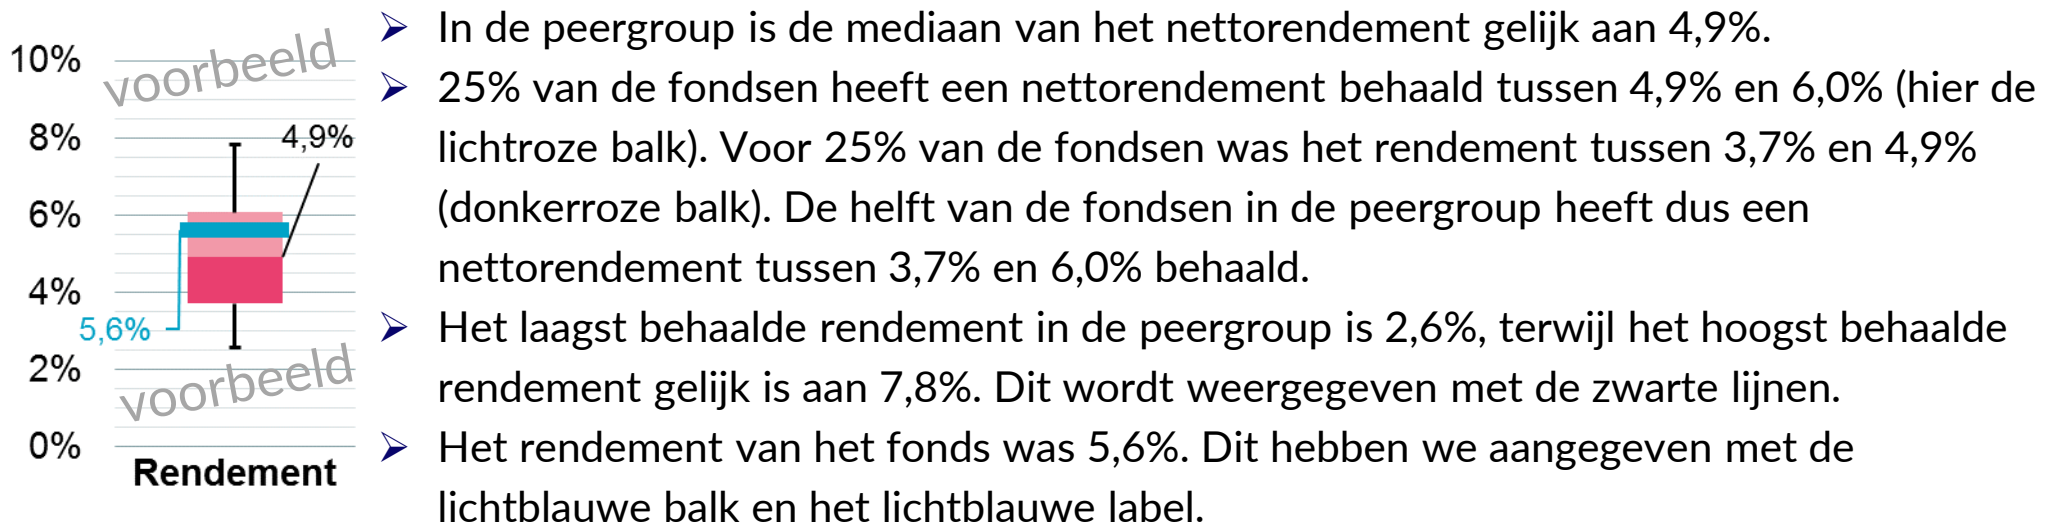 10%
voorbeeld
8%
4,9%
6%
4%
5,6%
2%
voorbeeld
0%
Rendement
In de peergroup is de mediaan van het nettorendement gelijk aan 4,9%.
25% van de fondsen heeft een nettorendement behaald tussen 4,9% en 6,0% (hier de
lichtroze balk). Voor 25% van de fondsen was het rendement tussen 3,7% en 4,9%
(donkerroze balk). De helft van de fondsen in de peergroup heeft dus een
nettorendement tussen 3,7% en 6,0% behaald.
Het laagst behaalde rendement in de peergroup is 2,6%, terwijl het hoogst behaalde
rendement gelijk is aan 7,8%. Dit wordt weergegeven met de zwarte lijnen.
Het rendement van het fonds was 5,6%. Dit hebben we aangegeven met de
lichtblauwe balk en het lichtblauwe label.